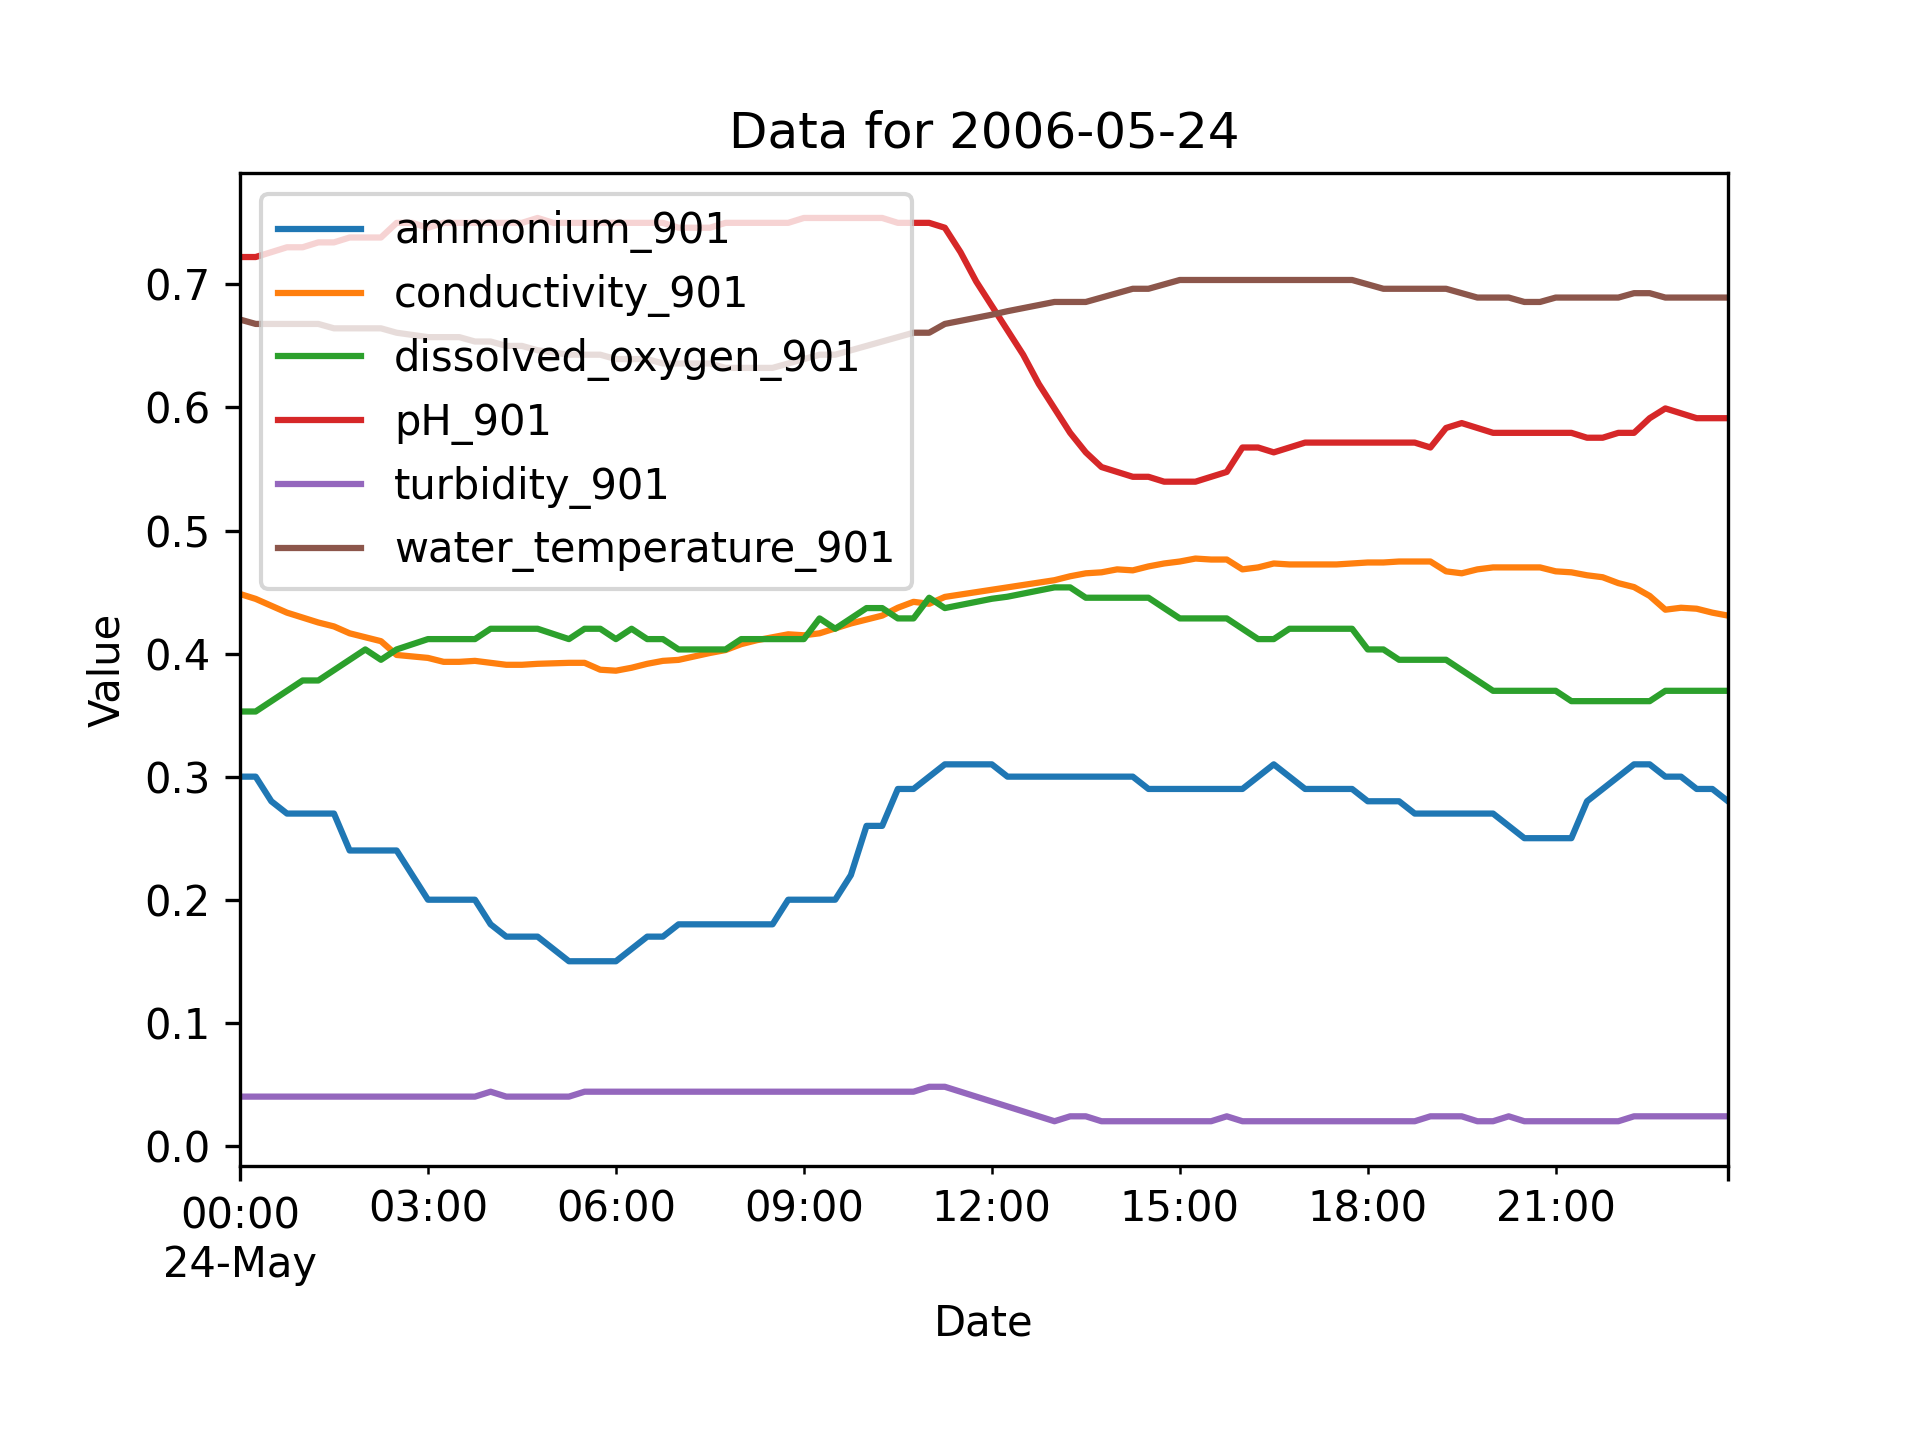 Data for 2006-05-24
ammonium_901
conductivity_901
dissolved_oxygen_901
pH_901
turbidity_901
water_temperature_901
Value
0.7
0.6
0.5
0.4
0.3
0.2
0.1
0.0
00:00 03:00 06:00 09:00 12:00 15:00 18:00 21:00
24-May
Date